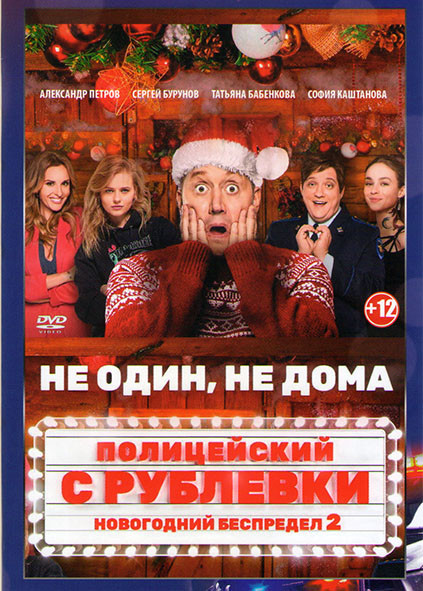 АЛЕКСАНДР ПЕТРОВ СЕРГЕЙ БУРУНОВ ТАТЬЯНА БАБЕНКОВА СОФИЯ КАШТАНОВА
DVD
VIDEO
+12
НЕ ОДИН, НЕ ДОМА
ПОЛИЦЕЙСКИЙ
С РУБЛЕВКИ
НОВОГОДНИЙ БЕСПРЕДЕЛ 2